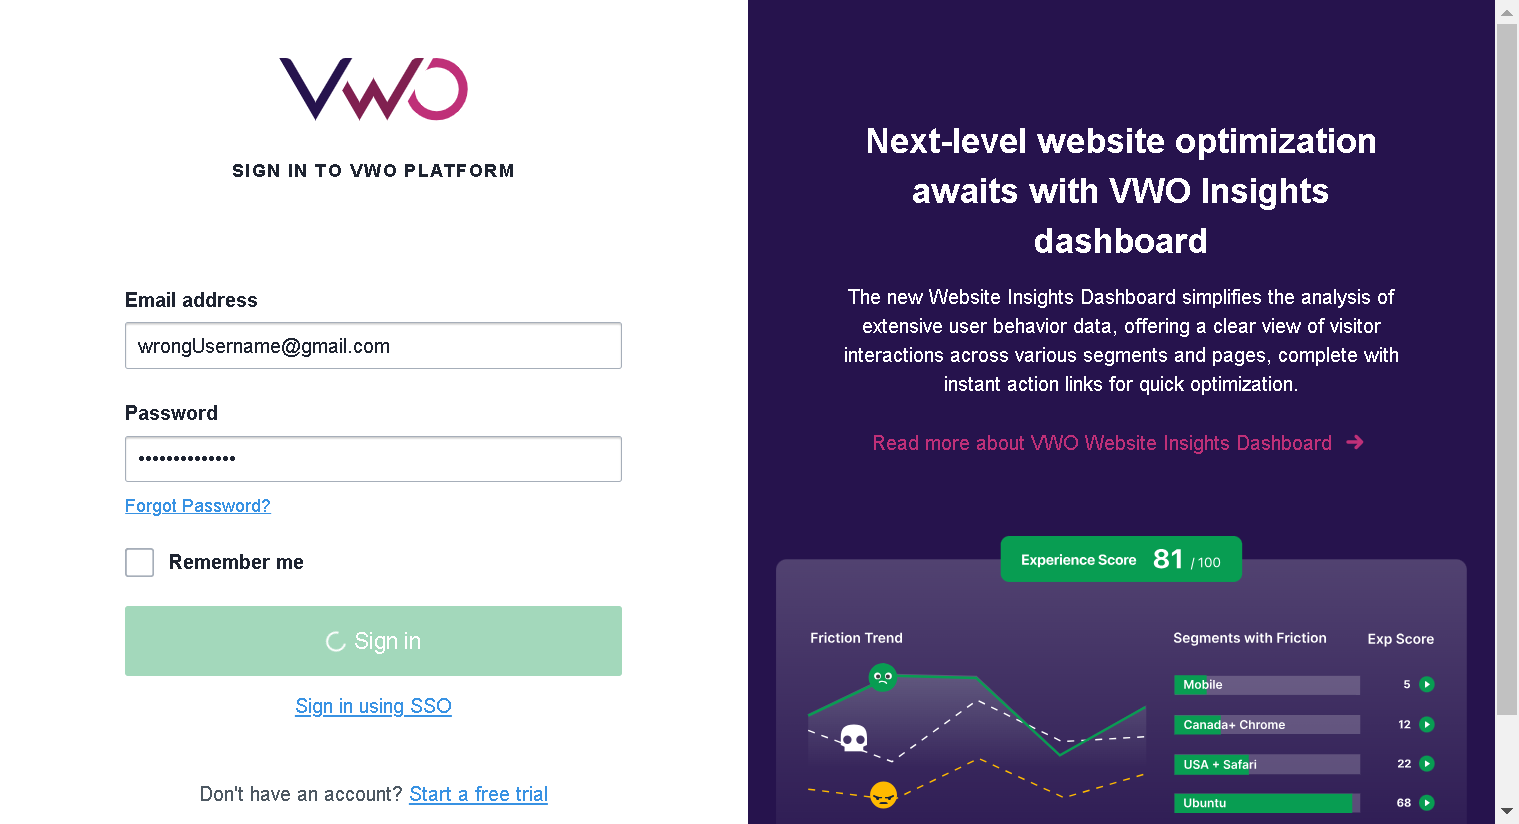 VWO
SIGN IN TO VWO PLATFORM
Email address
wrongUsername@gmail.com
Password
••••••••••••••
Forgot Password?
Remember me
Sign in
Sign in using SSO
Don't have an account? Start a free trial
Next-level website optimization
awaits with VWO Insights
dashboard
The new Website Insights Dashboard simplifies the analysis of
extensive user behavior data, offering a clear view of visitor
interactions across various segments and pages, complete with
instant action links for quick optimization.
Read more about VWO Website Insights Dashboard
Experience Score 81 / 100
Friction Trend
Segments with Friction Exp Score
Mobile 5
Canada+ Chrome 12
USA + Safari 22
Ubuntu 68